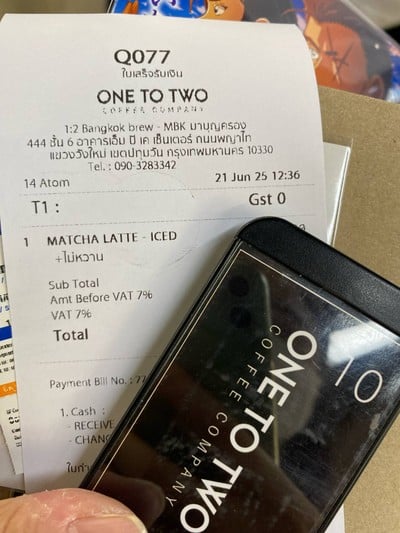 Q077
ใบเสร็จรับเงิน
ONE TO TWO
COFFEE COMPANY
1:2 Bangkok brew - MBK มาบุญครอง
444 ชั้น 6 อาคารเอ็ม บี เค เซ็นเตอร์ ถนนพญาไท
แขวงวังใหม่ เขตปทุมวัน กรุงเทพมหานคร 10330
Tel. : 090-3283342
14 Atom 21 Jun 25 12:36
T1 : Gst 0
1 MATCHA LATTE - ICED
+ไม่หวาน
Sub Total
Amt Before VAT 7%
VAT 7%
Total
Payment Bill No. : 77
1. Cash :
- RECEIVE
- CHANG
10
ONE TO TWO
COFFEE COMPANY